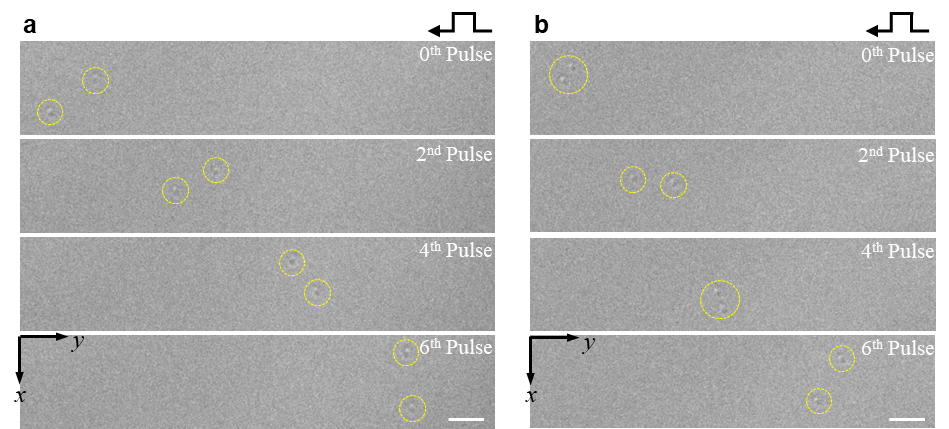 a
0th Pulse
2nd Pulse
4th Pulse
6th Pulse
y
x
b
0th Pulse
2nd Pulse
4th Pulse
6th Pulse
y
x